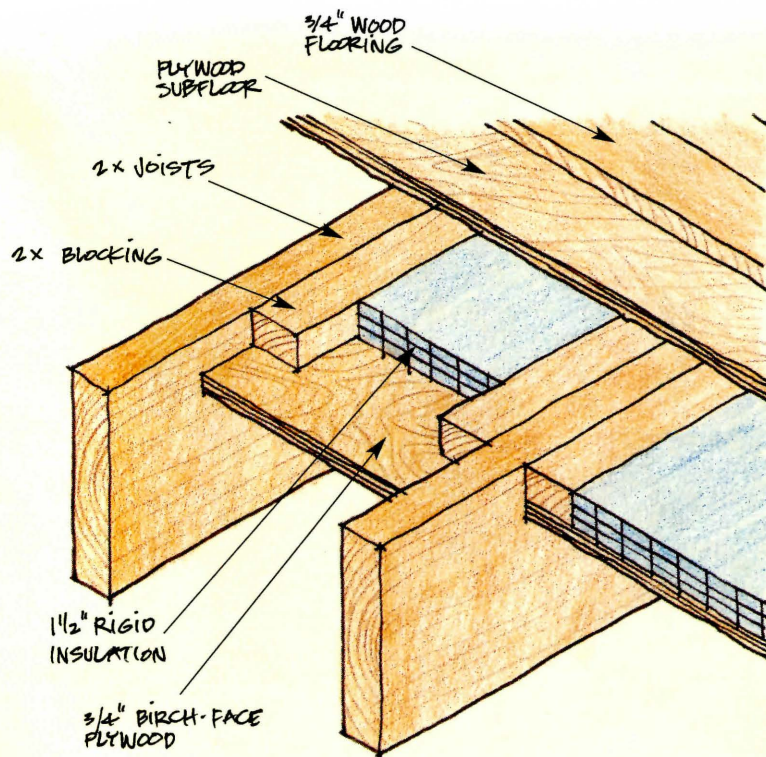 3/4" WOOD
FLOORING
PLYWOOD
SUBFLOOR
2x JOISTS
2x BLOCKING
1 1/2" RIGID
INSULATION
3/4" BIRCH-FACE
PLYWOOD